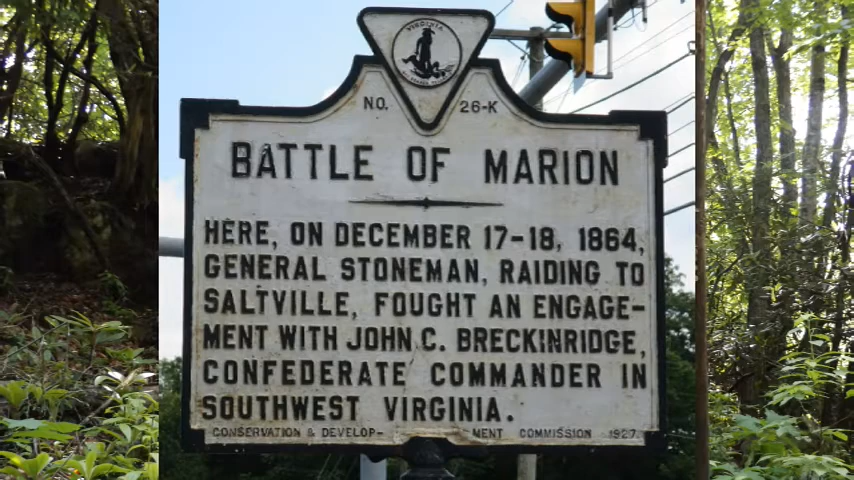 VIRGINIA
NO. 26-K
BATTLE OF MARION
HERE, ON DECEMBER 17-18, 1864,
GENERAL STONEMAN, RAIDING TO
SALTVILLE, FOUGHT AN ENGAGE-
MENT WITH JOHN C. BRECKINRIDGE,
CONFEDERATE COMMANDER IN
SOUTHWEST VIRGINIA.
CONSERVATION & DEVELOP- MENT COMMISSION 1927.